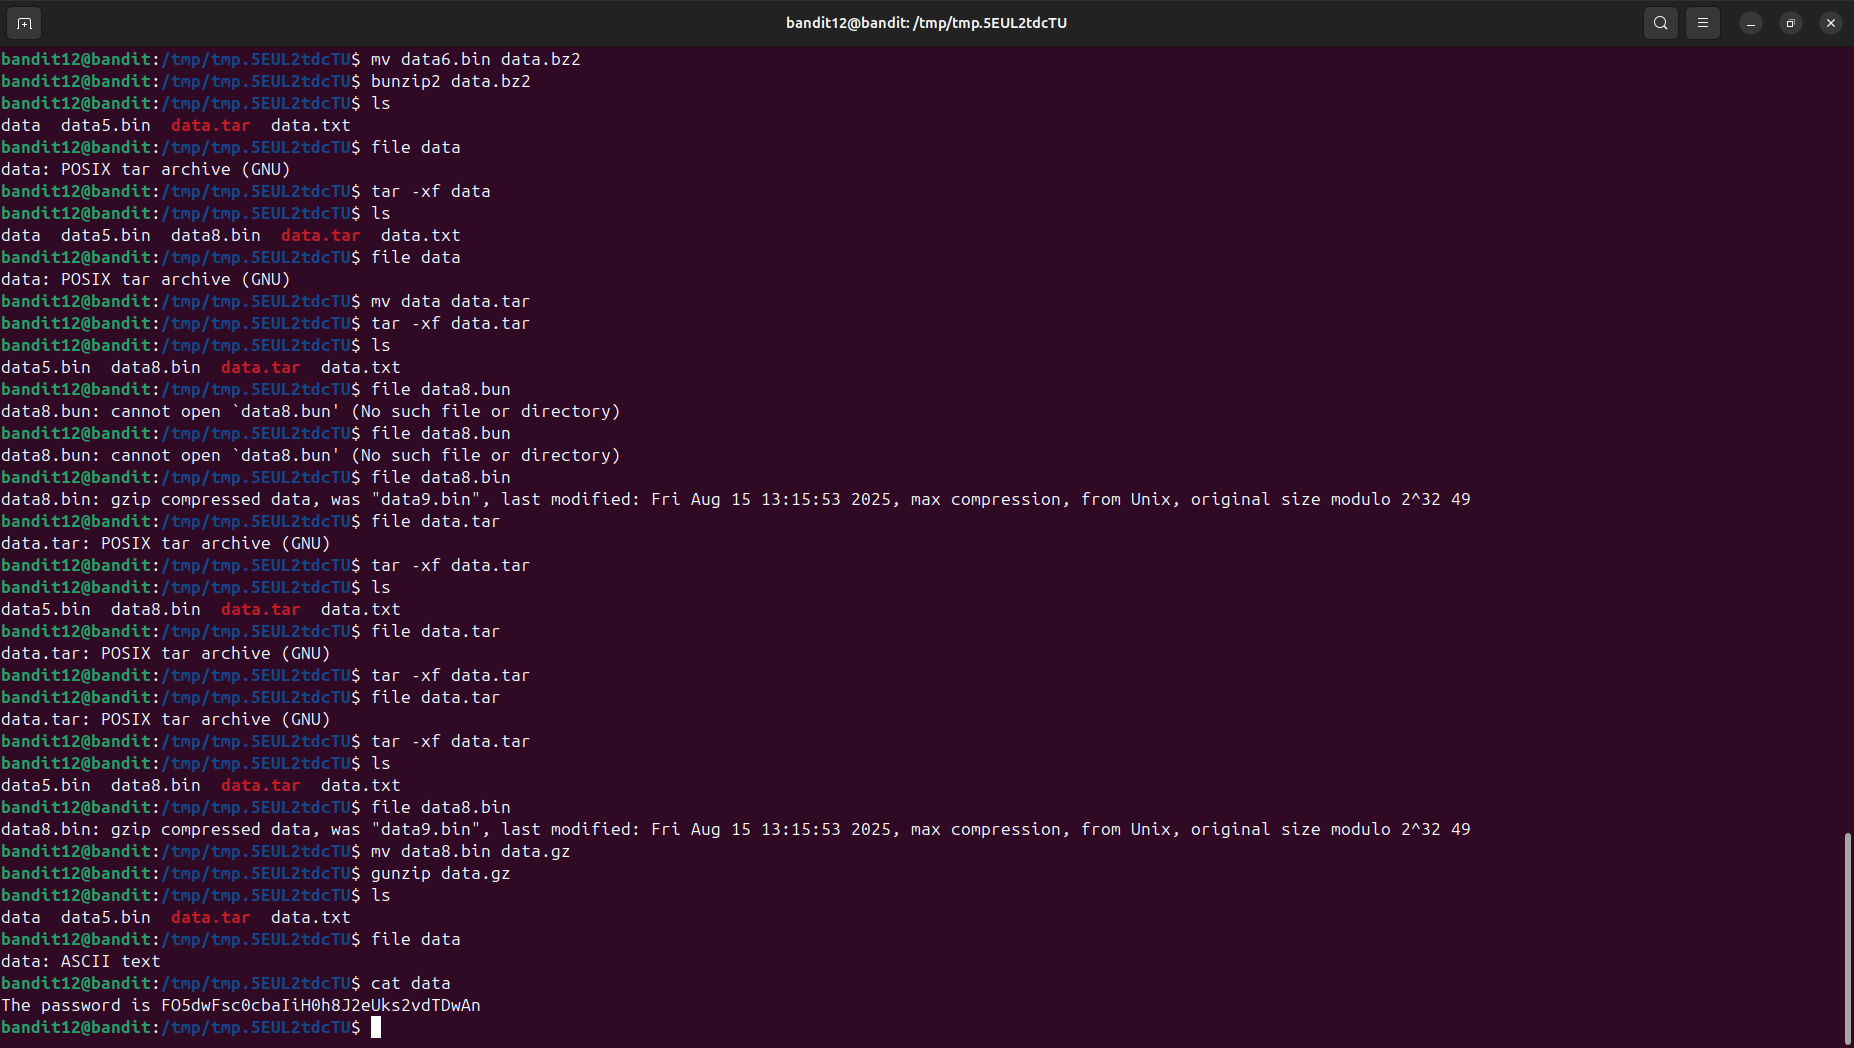 bandit12@bandit: /tmp/tmp.5EUL2tdcTU
bandit12@bandit:/tmp/tmp.5EUL2tdcTU$ mv data6.bin data.bz2
bandit12@bandit:/tmp/tmp.5EUL2tdcTU$ bunzip2 data.bz2
bandit12@bandit:/tmp/tmp.5EUL2tdcTU$ ls
data  data5.bin  data.tar  data.txt
bandit12@bandit:/tmp/tmp.5EUL2tdcTU$ file data
data: POSIX tar archive (GNU)
bandit12@bandit:/tmp/tmp.5EUL2tdcTU$ tar -xf data
bandit12@bandit:/tmp/tmp.5EUL2tdcTU$ ls
data  data5.bin  data8.bin  data.tar  data.txt
bandit12@bandit:/tmp/tmp.5EUL2tdcTU$ file data
data: POSIX tar archive (GNU)
bandit12@bandit:/tmp/tmp.5EUL2tdcTU$ mv data data.tar
bandit12@bandit:/tmp/tmp.5EUL2tdcTU$ tar -xf data.tar
bandit12@bandit:/tmp/tmp.5EUL2tdcTU$ ls
data5.bin  data8.bin  data.tar  data.txt
bandit12@bandit:/tmp/tmp.5EUL2tdcTU$ file data8.bun
data8.bun: cannot open `data8.bun' (No such file or directory)
bandit12@bandit:/tmp/tmp.5EUL2tdcTU$ file data8.bun
data8.bun: cannot open `data8.bun' (No such file or directory)
bandit12@bandit:/tmp/tmp.5EUL2tdcTU$ file data8.bin
data8.bin: gzip compressed data, was "data9.bin", last modified: Fri Aug 15 13:15:53 2025, max compression, from Unix, original size modulo 2^32 49
bandit12@bandit:/tmp/tmp.5EUL2tdcTU$ file data.tar
data.tar: POSIX tar archive (GNU)
bandit12@bandit:/tmp/tmp.5EUL2tdcTU$ tar -xf data.tar
bandit12@bandit:/tmp/tmp.5EUL2tdcTU$ ls
data5.bin  data8.bin  data.tar  data.txt
bandit12@bandit:/tmp/tmp.5EUL2tdcTU$ file data.tar
data.tar: POSIX tar archive (GNU)
bandit12@bandit:/tmp/tmp.5EUL2tdcTU$ tar -xf data.tar
bandit12@bandit:/tmp/tmp.5EUL2tdcTU$ file data.tar
data.tar: POSIX tar archive (GNU)
bandit12@bandit:/tmp/tmp.5EUL2tdcTU$ tar -xf data.tar
bandit12@bandit:/tmp/tmp.5EUL2tdcTU$ ls
data5.bin  data8.bin  data.tar  data.txt
bandit12@bandit:/tmp/tmp.5EUL2tdcTU$ file data8.bin
data8.bin: gzip compressed data, was "data9.bin", last modified: Fri Aug 15 13:15:53 2025, max compression, from Unix, original size modulo 2^32 49
bandit12@bandit:/tmp/tmp.5EUL2tdcTU$ mv data8.bin data.gz
bandit12@bandit:/tmp/tmp.5EUL2tdcTU$ gunzip data.gz
bandit12@bandit:/tmp/tmp.5EUL2tdcTU$ ls
data  data5.bin  data.tar  data.txt
bandit12@bandit:/tmp/tmp.5EUL2tdcTU$ file data
data: ASCII text
bandit12@bandit:/tmp/tmp.5EUL2tdcTU$ cat data
The password is FO5dwFsc0cbaIiH0h8J2eUks2vdTDwAn
bandit12@bandit:/tmp/tmp.5EUL2tdcTU$